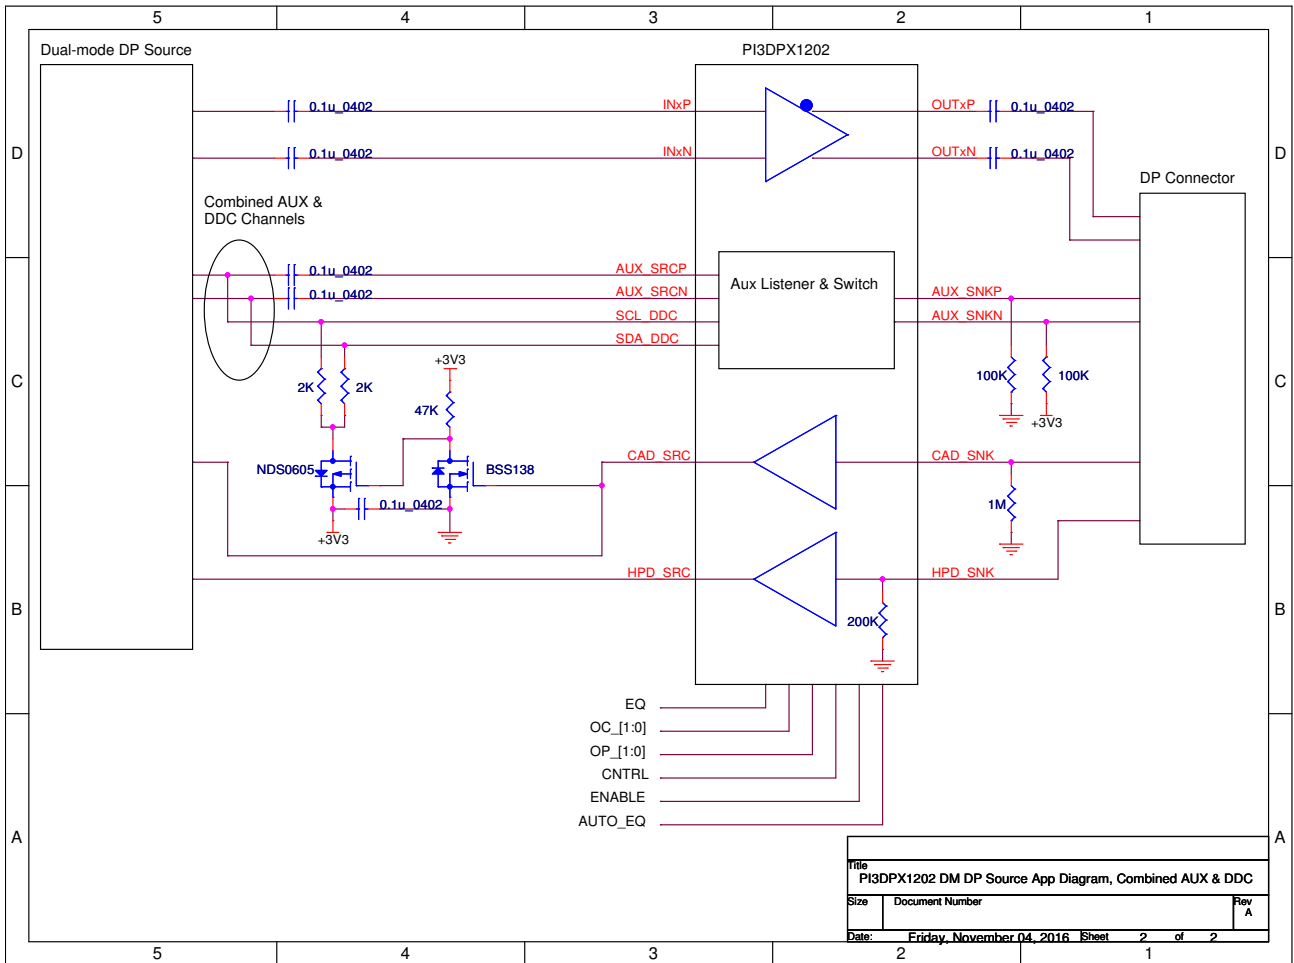 5 4 3 2 1
Dual-mode DP Source
PI3DPX1202
0.1u_0402
INxP
OUTxP
0.1u_0402
D
0.1u_0402
INxN
OUTxN
0.1u_0402
D
DP Connector
Combined AUX &
DDC Channels
0.1u_0402
AUX_SRCP
0.1u_0402
AUX_SRCN
SCL_DDC
SDA_DDC
Aux Listener & Switch
AUX_SNKP
AUX_SNKN
+3V3
C
2K
2K
47K
100K
100K
C
+3V3
NDS0605
BSS138
CAD_SRC
CAD_SNK
0.1u_0402
1M
+3V3
HPD_SRC
HPD_SNK
B
200K
B
EQ
OC_[1:0]
OP_[1:0]
CNTRL
ENABLE
AUTO_EQ
A
A
Title
PI3DPX1202 DM DP Source App Diagram, Combined AUX & DDC
Size Document Number Rev
A
Date: Friday, November 04, 2016 Sheet 2 of 2
5 4 3 2 1